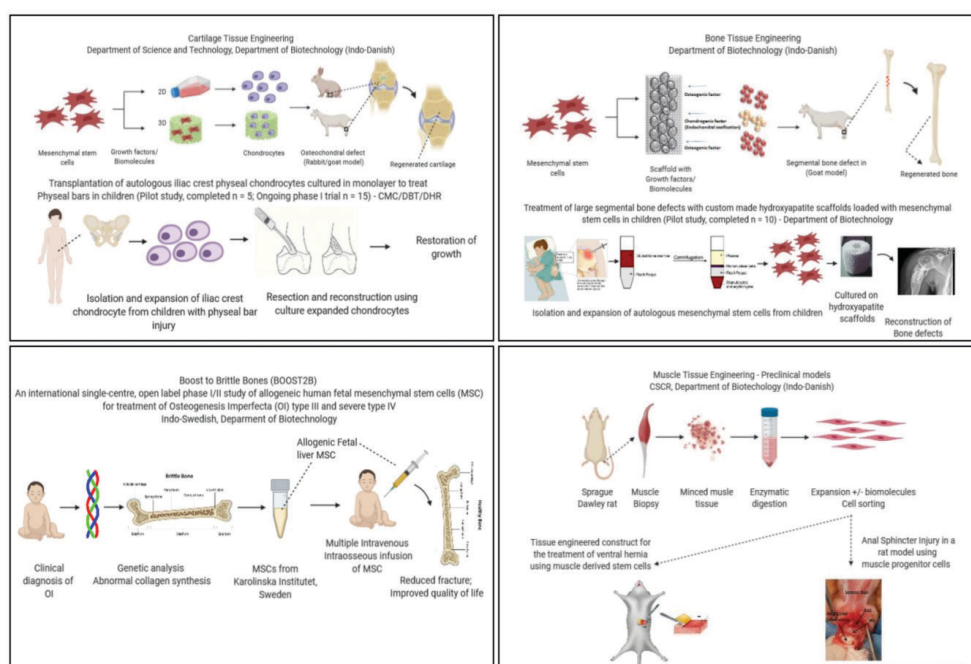 Cartilage Tissue Engineering
Department of Science and Technology, Department of Biotechnology (Indo-Danish)
2D
3D
Mesenchymal stem
cells
Growth factors/
Biomolecules
Chondrocytes
Osteochondral defect
(Rabbit/goat model)
Regenerated cartilage
Transplantation of autologous iliac crest physeal chondrocytes cultured in monolayer to treat
Physeal bars in children (Pilot study, completed n = 5; Ongoing phase I trial n = 15) - CMC/DBT/DHR
Restoration of
growth
Isolation and expansion of iliac crest
chondrocyte from children with physeal bar
injury
Resection and reconstruction using
culture expanded chondrocytes
Bone Tissue Engineering
Department of Biotechnology (Indo-Danish)
Osteogenic factor
Chondrogenic factor
(Endochondral ossification)
Osteogenic factor
Mesenchymal stem
cells
Scaffold with
Growth factors/
Biomolecules
Segmental bone defect in
(Goat model)
Regenerated bone
Treatment of large segmental bone defects with custom made hydroxyapatite scaffolds loaded with mesenchymal
stem cells in children (Pilot study, completed n = 10) - Department of Biotechnology
Centrifugation
Plasma
Isolation and expansion of autologous mesenchymal stem cells from children
Cultured on
hydroxyapatite
scaffolds
Reconstruction of
Bone defects
Boost to Brittle Bones (BOOST2B)
An international single-centre, open label phase I/II study of allogeneic human fetal mesenchymal stem cells (MSC)
for treatment of Osteogenesis Imperfecta (OI) type III and severe type IV
Indo-Swedish, Deparment of Biotechnology
Allogenic Fetal
liver MSC
Brittle Bone
Healthy Bone
Clinical
diagnosis of
OI
Genetic analysis
Abnormal collagen synthesis
MSCs from
Karolinska Institutet,
Sweden
Multiple Intravenous
Intraosseous infusion
of MSC
Reduced fracture;
Improved quality of life
Muscle Tissue Engineering - Preclinical models
CSCR, Department of Biotechology (Indo-Danish)
Sprague
Dawley rat
Muscle
Biopsy
Minced musle
tissue
Enzymatic
digestion
Expansion +/- biomolecules
Cell sorting
Tissue engineered construct for
the treatment of ventral hernia
using muscle derived stem cells
Anal Sphincter Injury in a
rat model using
muscle progenitor cells